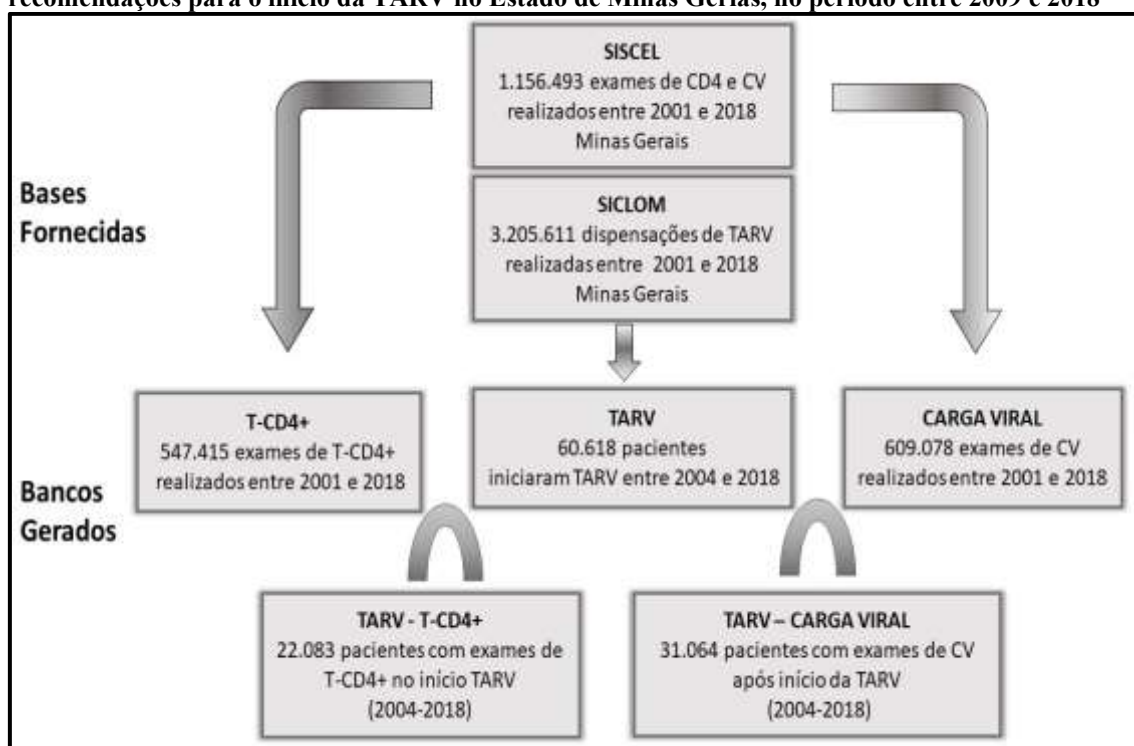 recomendações para o início da TARV no Estado de Minas Gerias, no período entre 2009 e 2018
SISCEL
1.156.493 exames de CD4 e CV
realizados entre 2001 e 2018
Minas Gerais
Bases
Fornecidas
SICLOM
3.205.611 dispensações de TARV
realizadas entre 2001 e 2018
Minas Gerais
T-CD4+
547.415 exames de T-CD4+
realizados entre 2001 e 2018
TARV
60.618 pacientes
iniciaram TARV entre 2004 e 2018
CARGA VIRAL
609.078 exames de CV
realizados entre 2001 e 2018
Bancos
Gerados
TARV - T-CD4+
22.083 pacientes com exames de
T-CD4+ no início TARV
(2004-2018)
TARV – CARGA VIRAL
31.064 pacientes com exames de CV
após início da TARV
(2004-2018)